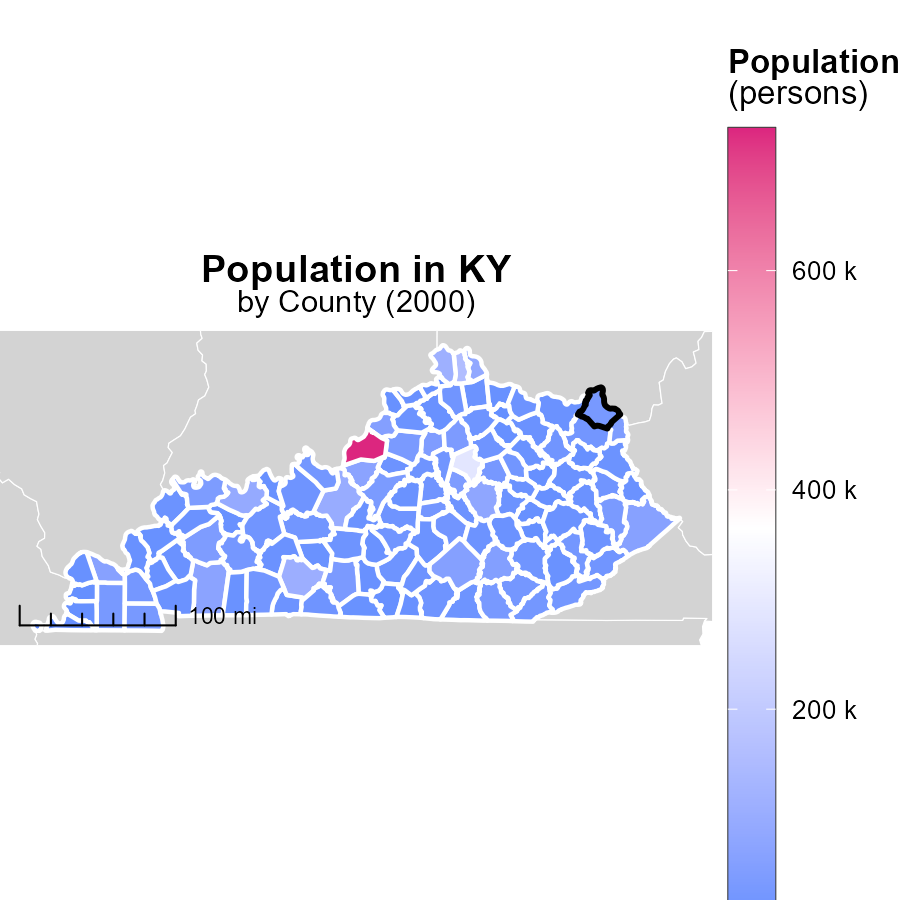 Population
(persons)
600 k
400 k
200 k
Population in KY
by County (2000)
100 mi